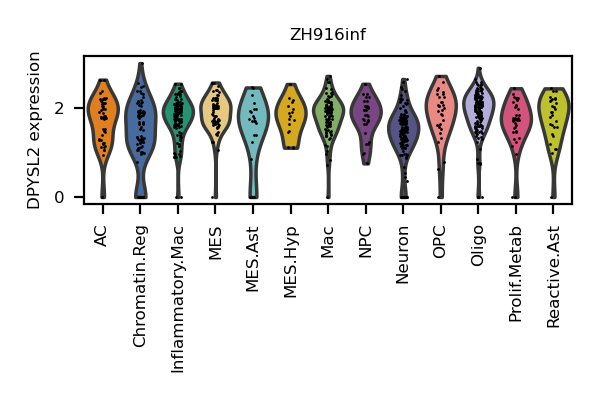 ZH916inf
DPYSL2 expression
2
0
AC
Chromatin.Reg
Inflammatory.Mac
MES
MES.Ast
MES.Hyp
Mac
NPC
Neuron
OPC
Oligo
Prolif.Metab
Reactive.Ast